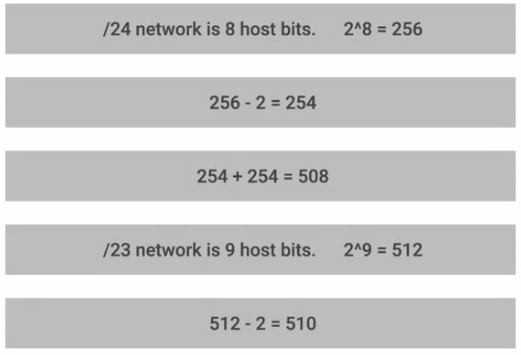 /24 network is 8 host bits. 2^8 = 256
256 - 2 = 254
254 + 254 = 508
/23 network is 9 host bits. 2^9 = 512
512 - 2 = 510